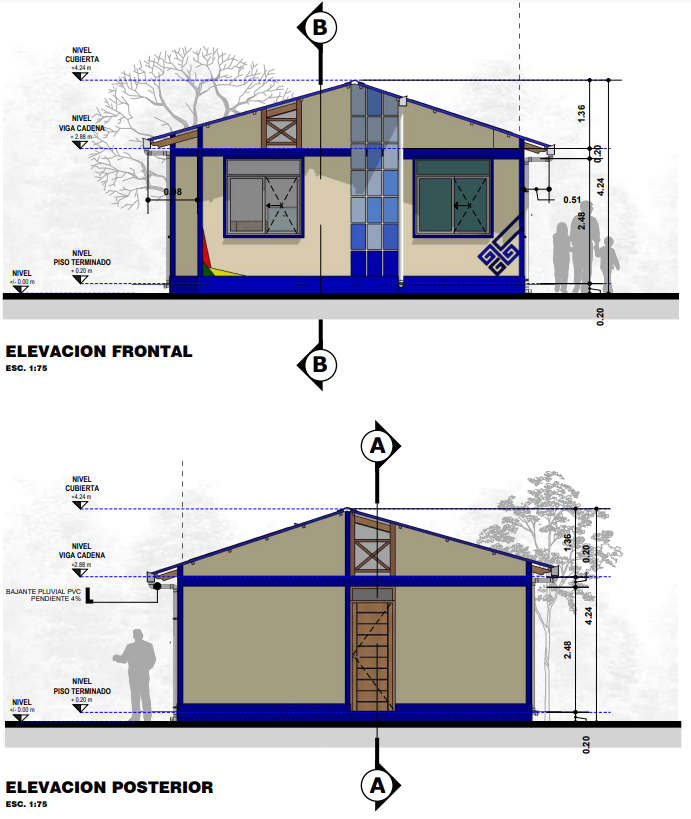 B
NIVEL
CUBIERTA
+4.24 m
NIVEL
VIGA CADENA
+ 2.88 m
0.98
NIVEL
PISO TERMINADO
+ 0.20 m
NIVEL
+/- 0.00 m
1.36
0.20
4.24
0.51
2.48
0.20
ELEVACION FRONTAL
ESC. 1:75
B
A
NIVEL
CUBIERTA
+4.24 m
NIVEL
VIGA CADENA
+2.88 m
BAJANTE PLUVIAL PVC
PENDIENTE 4%
NIVEL
PISO TERMINADO
+ 0.20 m
NIVEL
+/- 0.00 m
1.36
0.20
4.24
2.48
0.20
ELEVACION POSTERIOR
ESC. 1:75
A